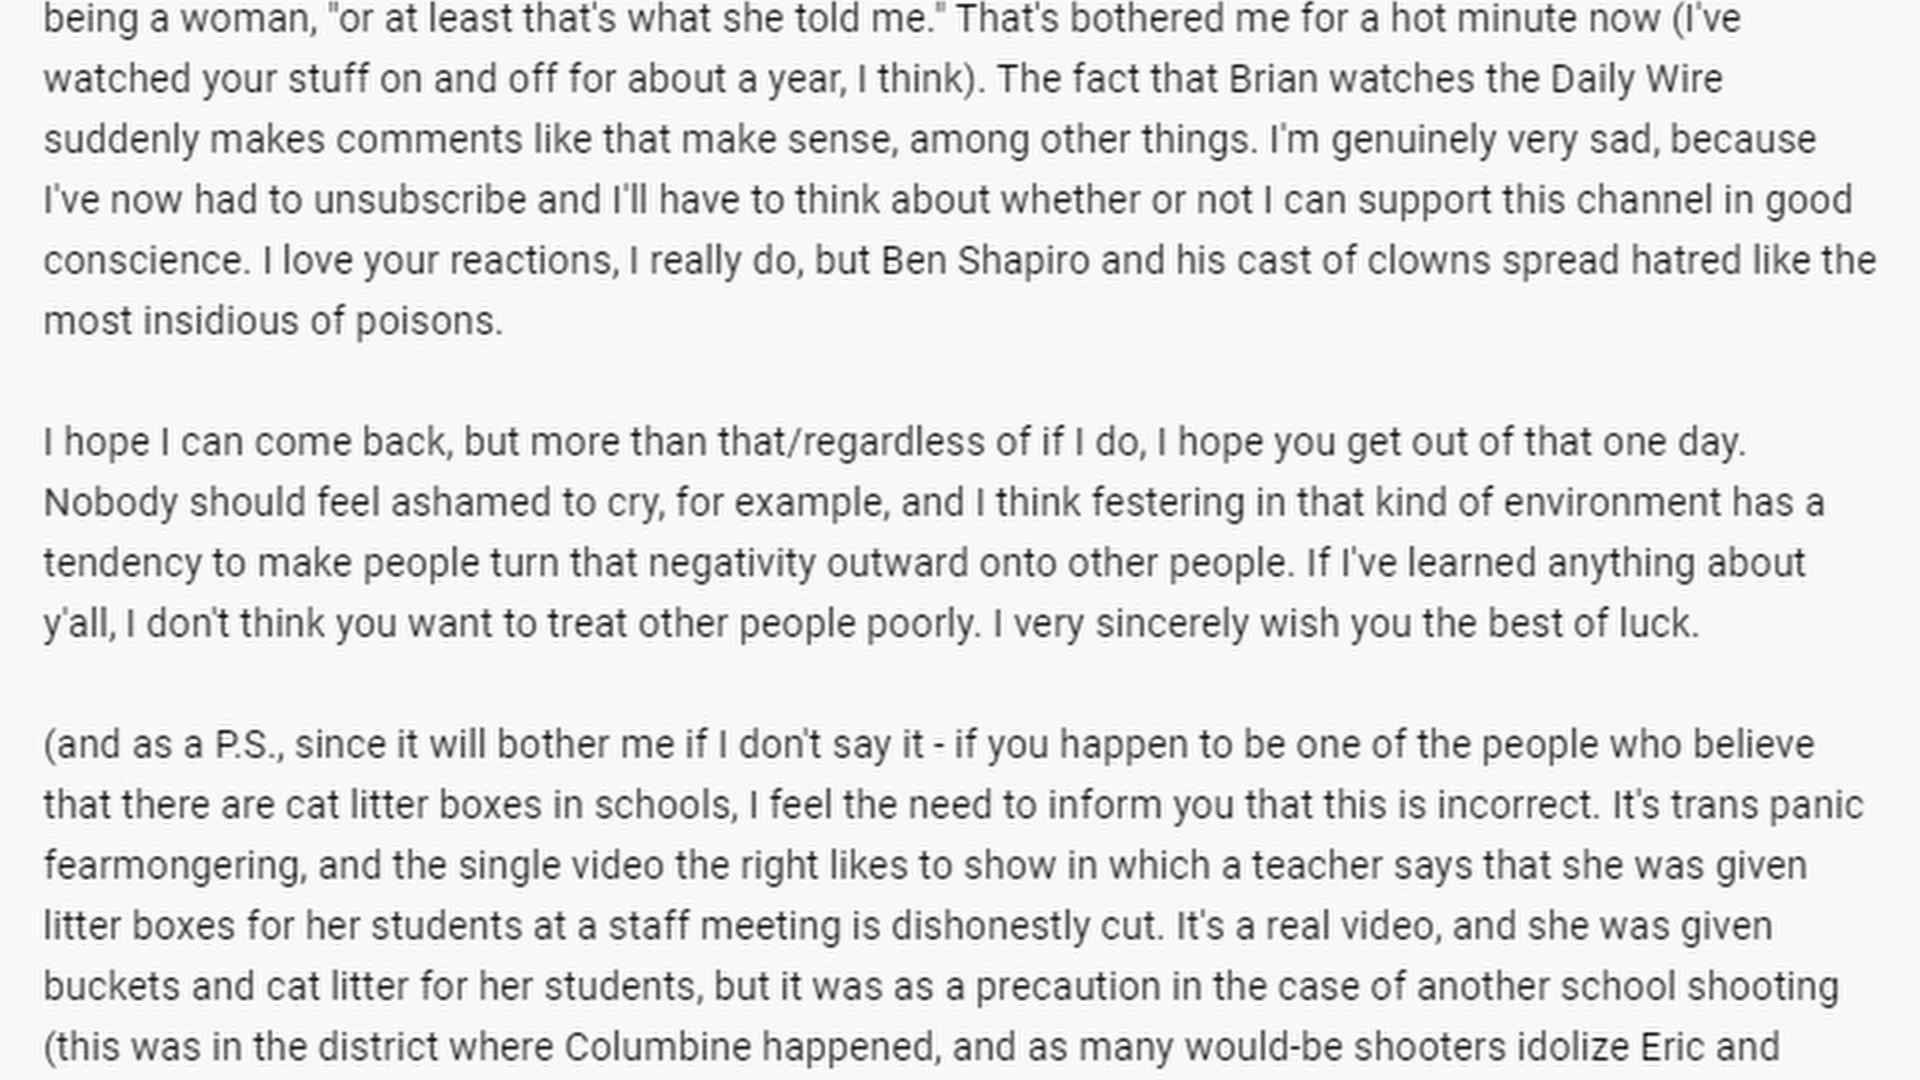 being a woman, "or at least that's what she told me." That's bothered me for a hot minute now (I've
watched your stuff on and off for about a year, I think). The fact that Brian watches the Daily Wire
suddenly makes comments like that make sense, among other things. I'm genuinely very sad, because
I've now had to unsubscribe and I'll have to think about whether or not I can support this channel in good
conscience. I love your reactions, I really do, but Ben Shapiro and his cast of clowns spread hatred like the
most insidious of poisons.
I hope I can come back, but more than that/regardless of if I do, I hope you get out of that one day.
Nobody should feel ashamed to cry, for example, and I think festering in that kind of environment has a
tendency to make people turn that negativity outward onto other people. If I've learned anything about
y'all, I don't think you want to treat other people poorly. I very sincerely wish you the best of luck.
(and as a P.S., since it will bother me if I don't say it - if you happen to be one of the people who believe
that there are cat litter boxes in schools, I feel the need to inform you that this is incorrect. It's trans panic
fearmongering, and the single video the right likes to show in which a teacher says that she was given
litter boxes for her students at a staff meeting is dishonestly cut. It's a real video, and she was given
buckets and cat litter for her students, but it was as a precaution in the case of another school shooting
(this was in the district where Columbine happened, and as many would-be shooters idolize Eric and